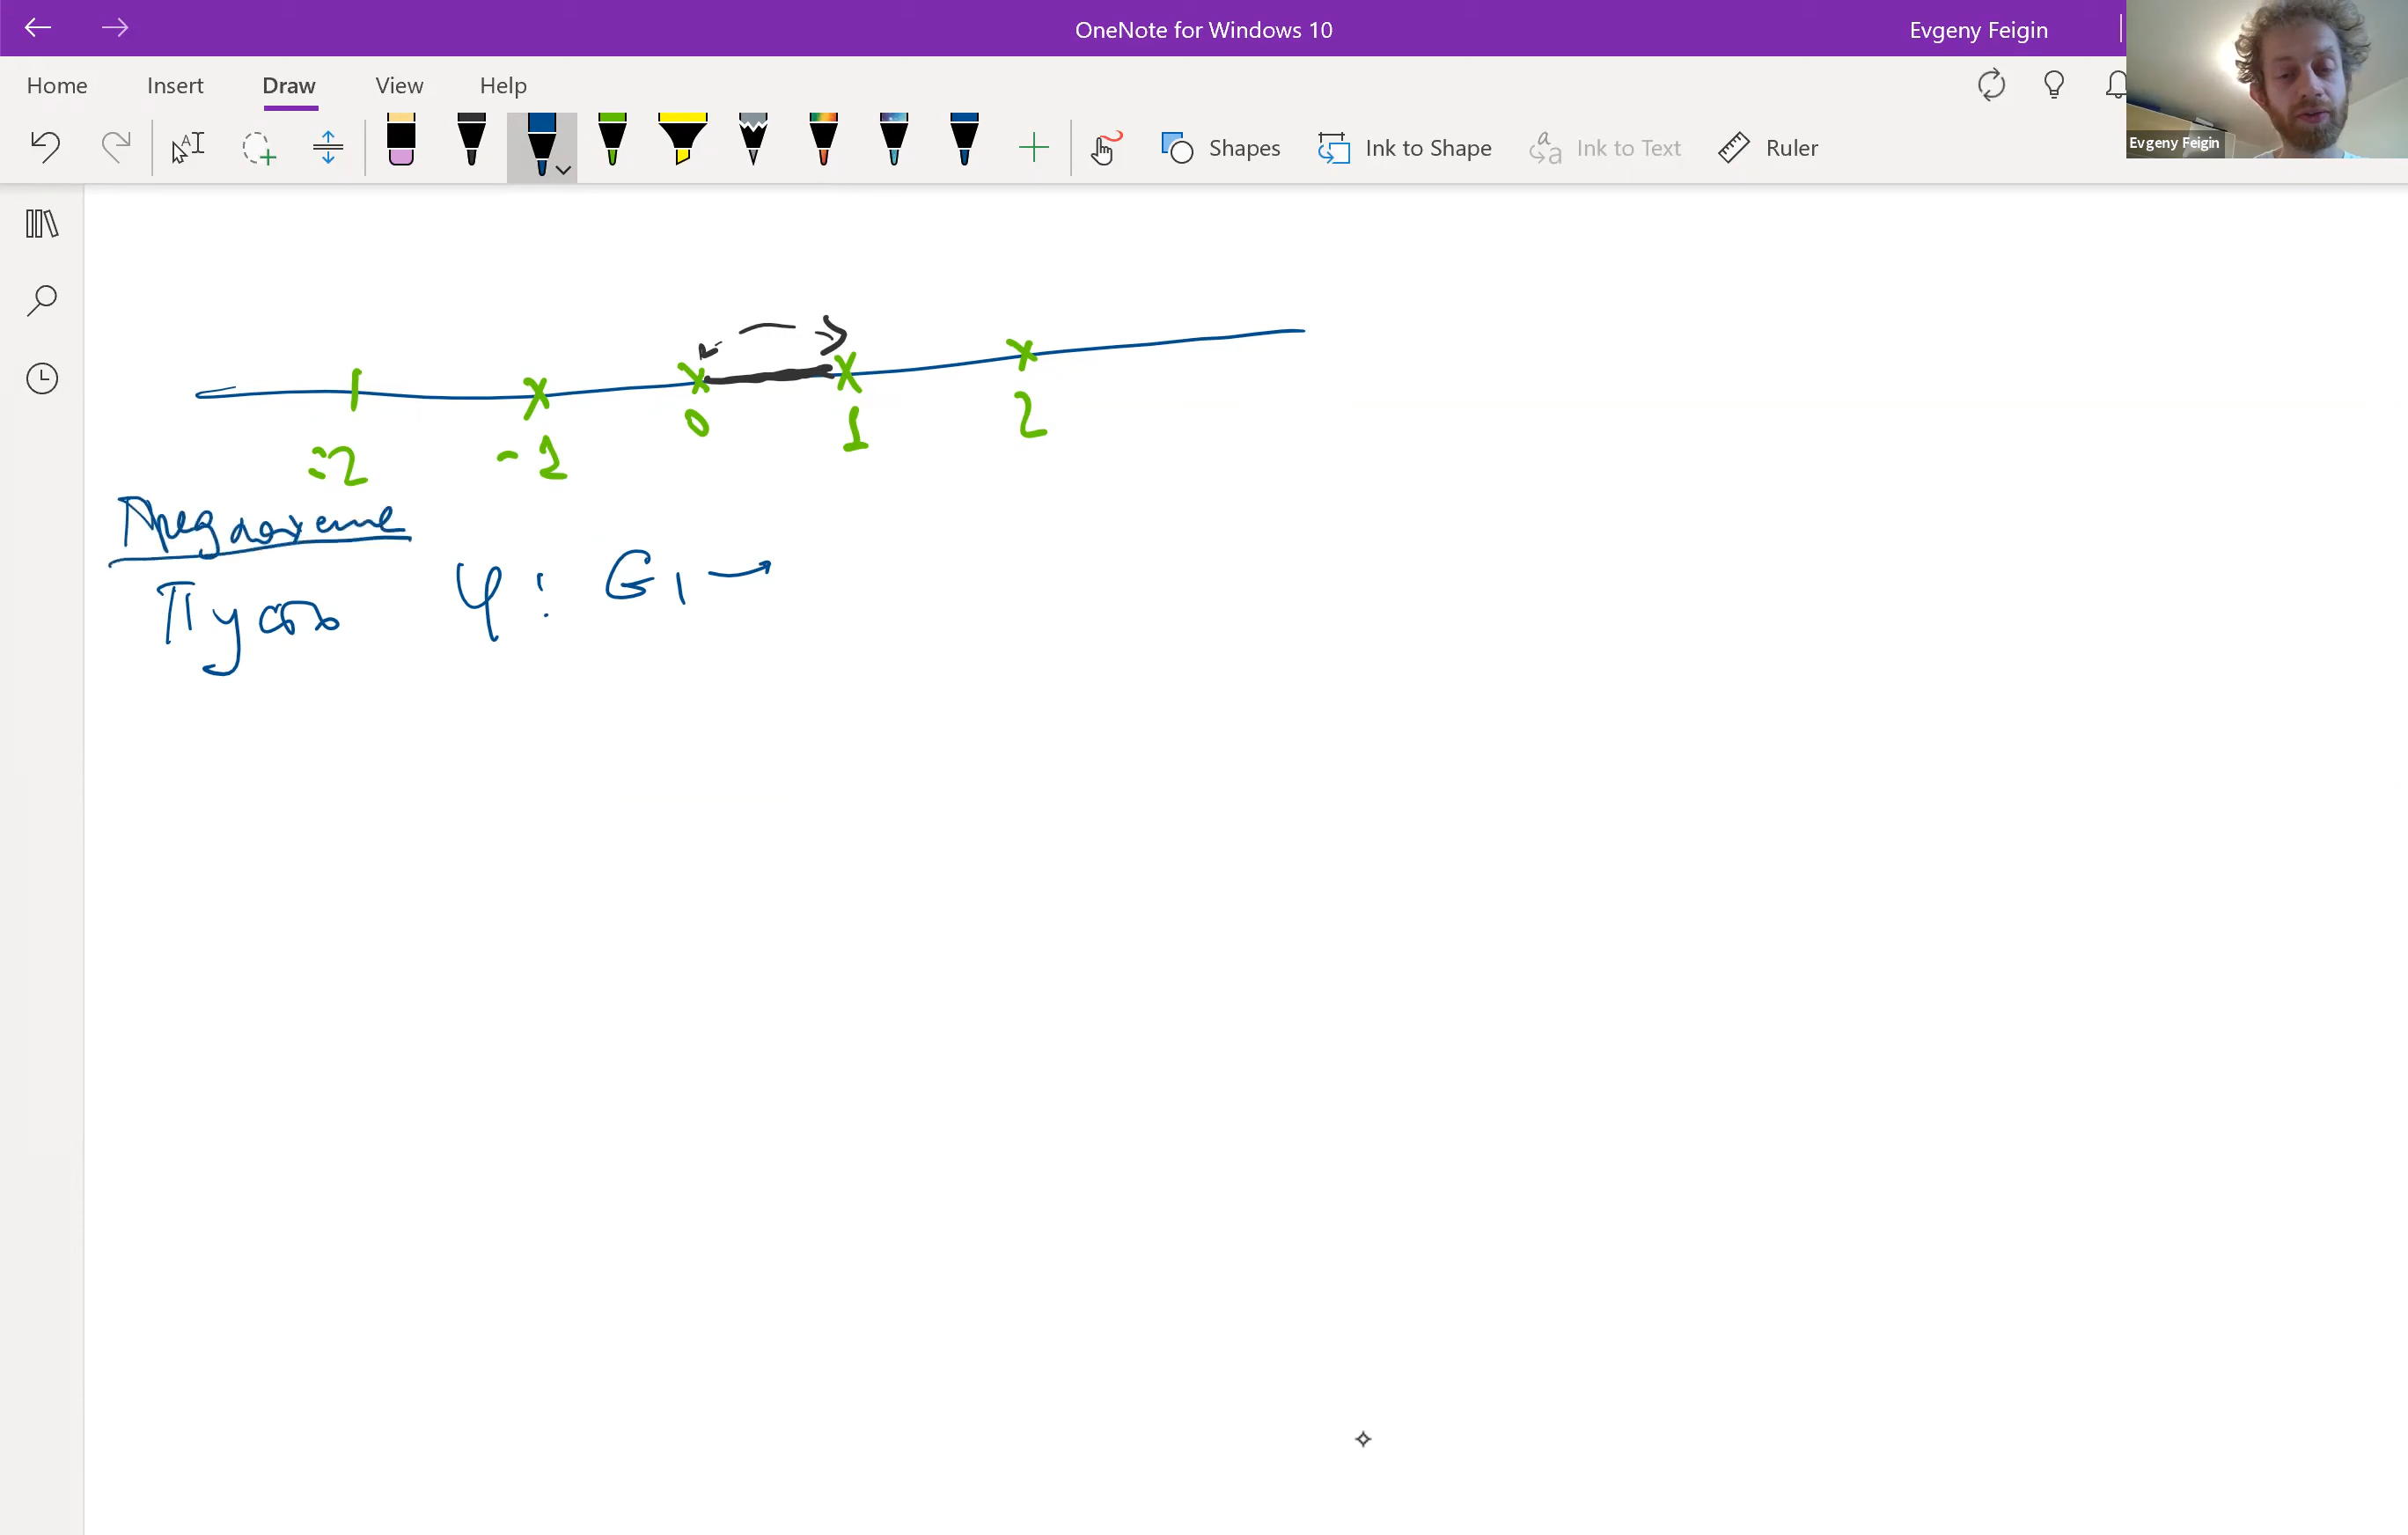 OneNote for Windows 10
Evgeny Feigin
Home Insert Draw View Help
Shapes Ink to Shape Ink to Text Ruler
Evgeny Feigin
-2 -1 0 1 2
Предложение
Пусть φ: G₁ →